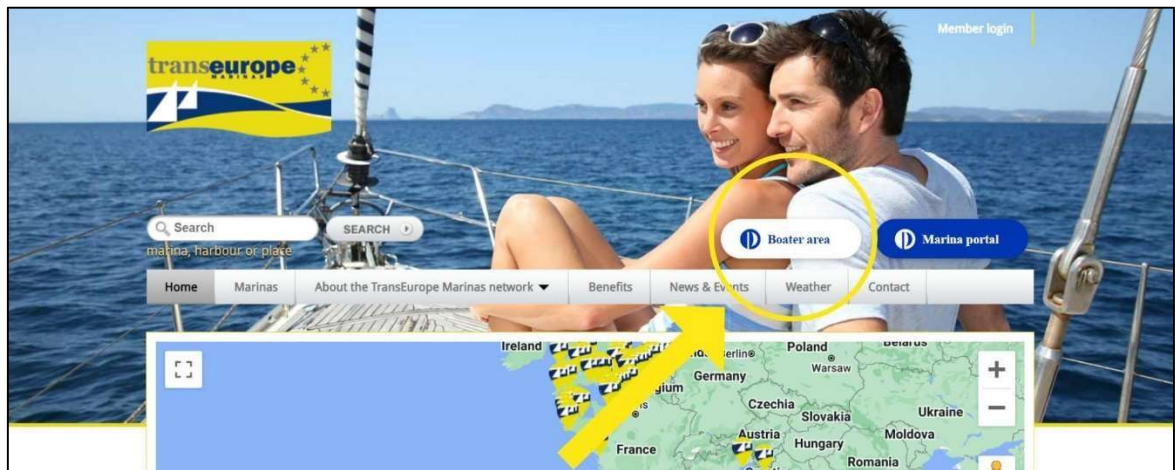 Member login
transeurope
MARINAS
Search
SEARCH
marina, harbour or place
Boater area
Marina portal
Home
Marinas
About the TransEurope Marinas network
Benefits
News & Events
Weather
Contact
Ireland
Berlin
Poland
Belarus
Warsaw
Germany
Czechia
Slovakia
Ukraine
Austria
Hungary
Moldova
France
Romania